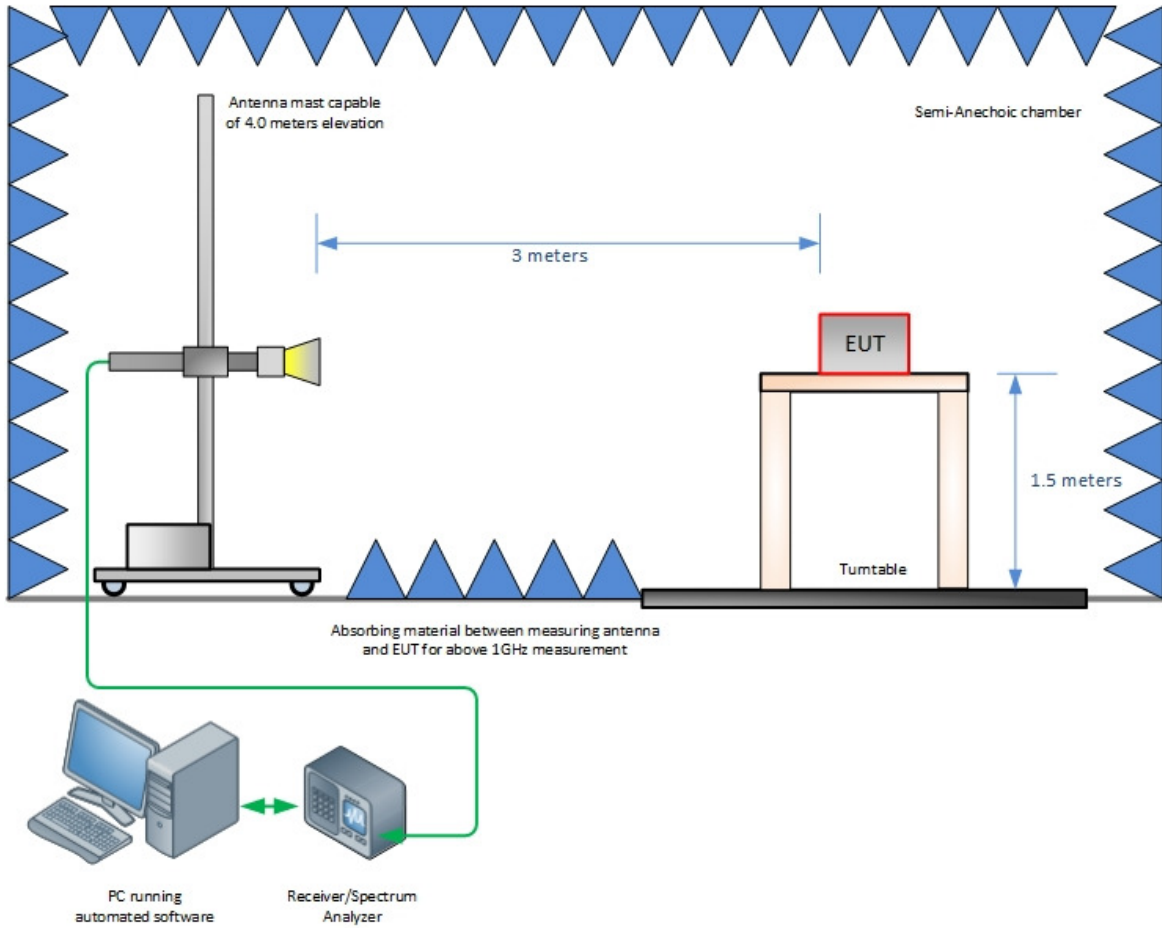 Antenna mast capable
of 4.0 meters elevation
Semi-Anechoic chamber
3 meters
EUT
1.5 meters
Turntable
Absorbing material between measuring antenna
and EUT for above 1GHz measurement
PC running
automated software
Receiver/Spectrum
Analyzer